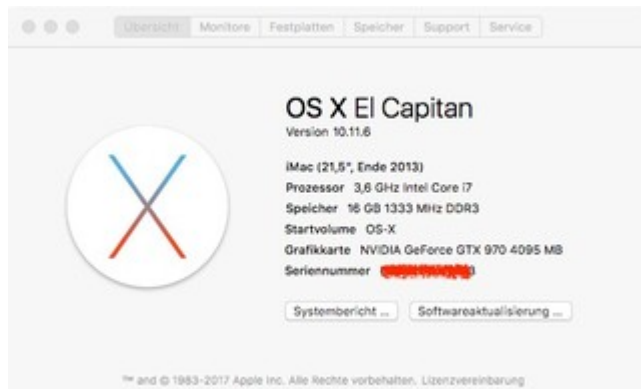 Übersicht Monitore Festplatten Speicher Support Service
OS X El Capitan
Version 10.11.6
iMac (21,5", Ende 2013)
Prozessor 3,6 GHz Intel Core i7
Speicher 16 GB 1333 MHz DDR3
Startvolume OS-X
Grafikkarte NVIDIA GeForce GTX 970 4095 MB
Seriennummer
Systembericht ... Softwareaktualisierung ...
™ and © 1983-2017 Apple Inc. Alle Rechte vorbehalten. Lizenzvereinbarung